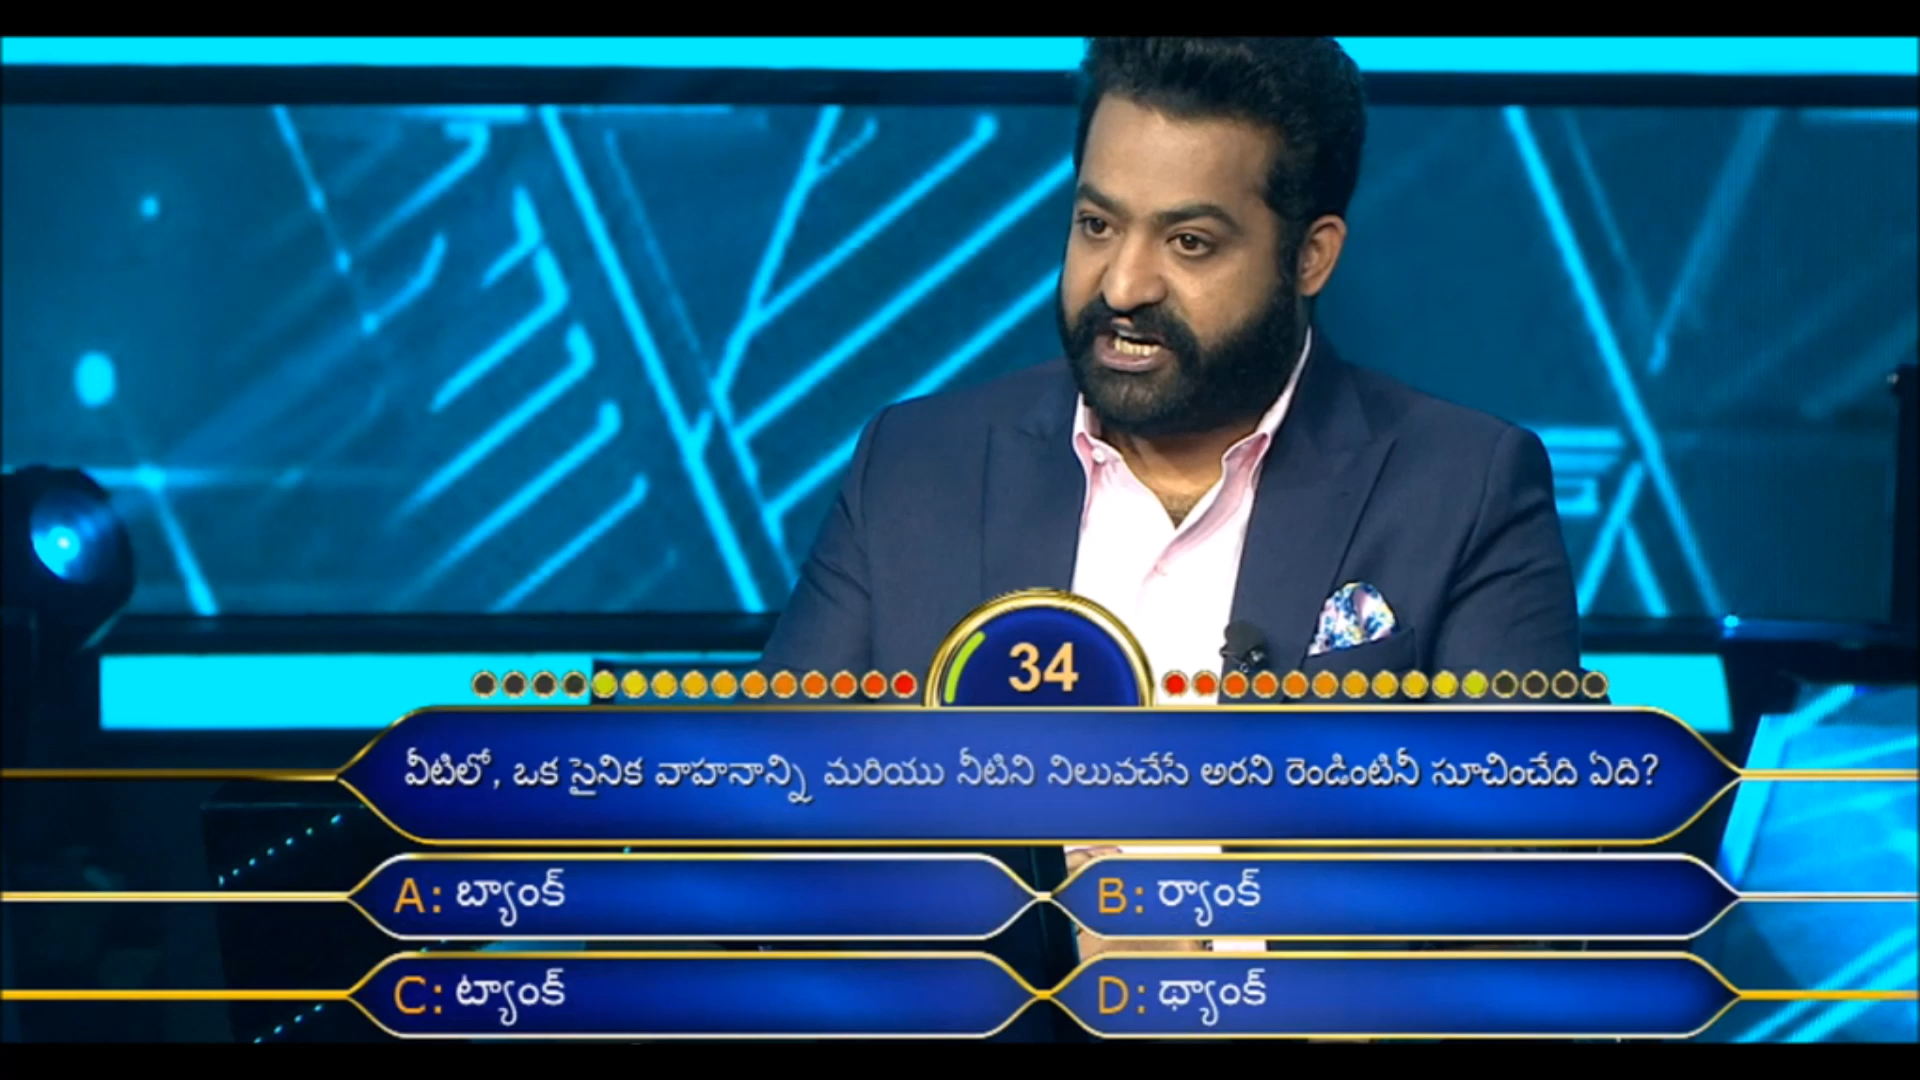 34
వీటిలో, ఒక సైనిక వాహనాన్ని మరియు నీటిని నిలువచేసే అరని రెండింటినీ సూచించేది ఏది?
A: బ్యాంక్
B: ర్యాంక్
C: ట్యాంక్
D: థ్యాంక్